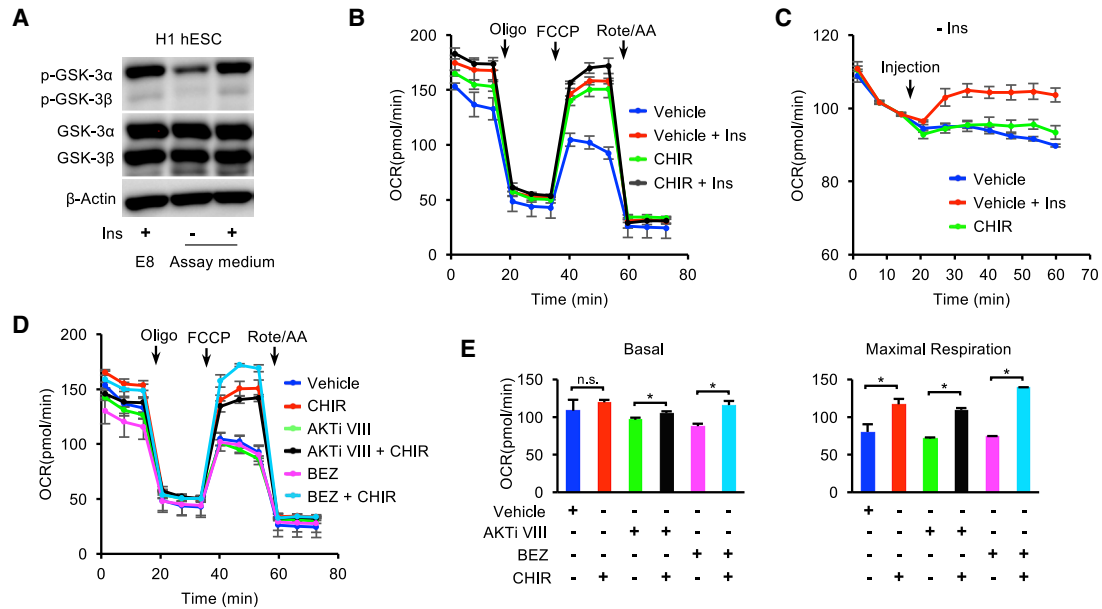 A
H1 hESC
p-GSK-3α
p-GSK-3β
GSK-3α
GSK-3β
β-Actin
Ins + - +
E8 Assay medium
B
Oligo FCCP Rote/AA
OCR(pmol/min)
200
150
100
50
0
0 20 40 60 80
Time (min)
Vehicle
Vehicle + Ins
CHIR
CHIR + Ins
C
- Ins
Injection
OCR(pmol/min)
120
100
80
60
0 10 20 30 40 50 60 70
Time (min)
Vehicle
Vehicle + Ins
CHIR
D
Oligo FCCP Rote/AA
OCR(pmol/min)
200
150
100
50
0
0 20 40 60 80
Time (min)
Vehicle
CHIR
AKTi VIII
AKTi VIII + CHIR
BEZ
BEZ + CHIR
E
Basal
OCR(pmol/min)
150
100
50
0
n.s. * *
Vehicle + - - - - -
AKTi VIII - - + + - -
BEZ - - - - + +
CHIR - + - + - +
Maximal Respiration
OCR(pmol/min)
150
100
50
0
* * *
+ - - - - -
- - + + - -
- - - - + +
- + - + - +